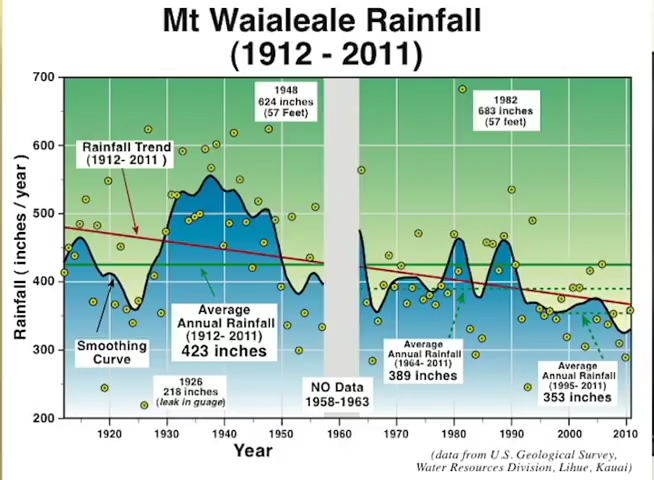 Mt Waialeale Rainfall
(1912 - 2011)
700
600
500
400
300
200
Rainfall ( inches / year )
1948
624 inches
(57 Feet)
1982
683 inches
(57 feet)
Rainfall Trend
(1912- 2011 )
Average
Annual Rainfall
(1912- 2011)
423 inches
Smoothing
Curve
1926
218 inches
(leak in guage)
NO Data
1958-1963
Average
Annual Rainfall
(1964- 2011)
389 inches
Average
Annual Rainfall
(1995- 2011)
353 inches
1920
1930
1940
1950
1960
1970
1980
1990
2000
2010
Year
(data from U.S. Geological Survey,
Water Resources Division, Lihue, Kauai)